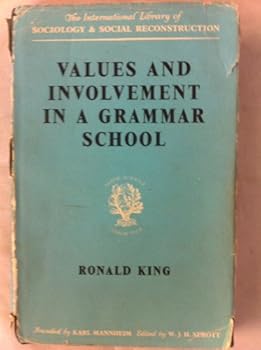 The International Library of
SOCIOLOGY & SOCIAL RECONSTRUCTION
VALUES AND
INVOLVEMENT
IN A GRAMMAR
SCHOOL
RONALD KING
Founded by KARL MANNHEIM Edited by W. J. H. SPROTT